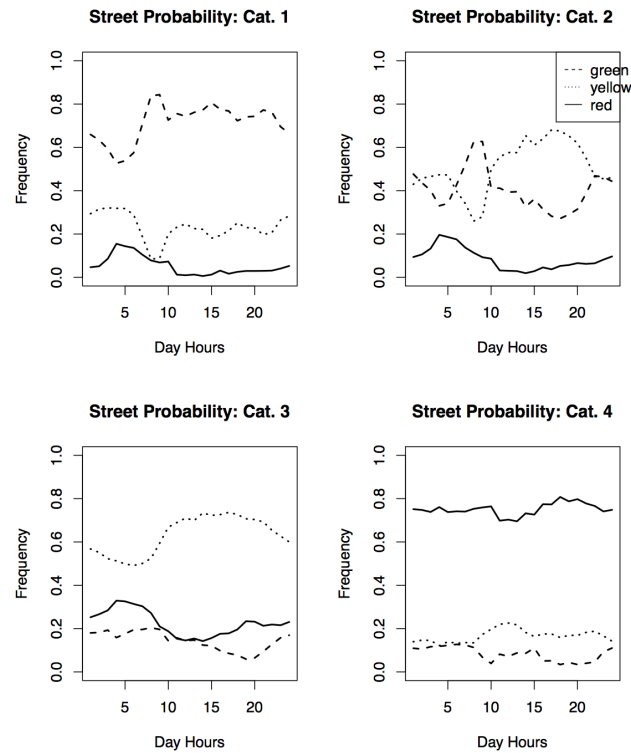 Street Probability: Cat. 1
Frequency
0.0 0.2 0.4 0.6 0.8 1.0
5 10 15 20
Day Hours
Street Probability: Cat. 2
green
yellow
red
Frequency
0.0 0.2 0.4 0.6 0.8 1.0
5 10 15 20
Day Hours
Street Probability: Cat. 3
Frequency
0.0 0.2 0.4 0.6 0.8 1.0
5 10 15 20
Day Hours
Street Probability: Cat. 4
Frequency
0.0 0.2 0.4 0.6 0.8 1.0
5 10 15 20
Day Hours